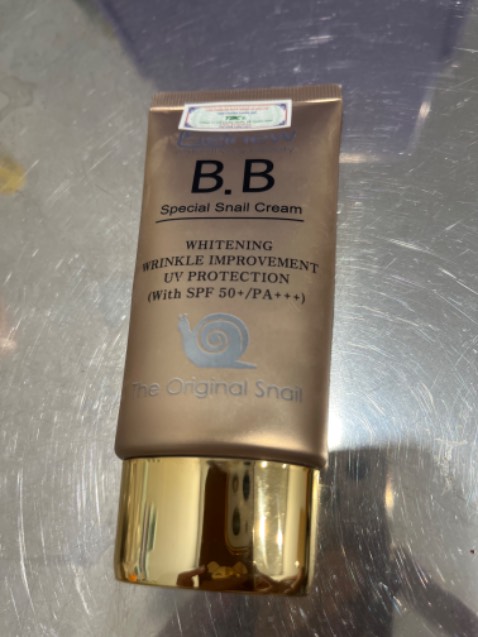 B.B
Special Snail Cream
WHITENING
WRINKLE IMPROVEMENT
UV PROTECTION
(With SPF 50+/PA+++)
The Original Snail